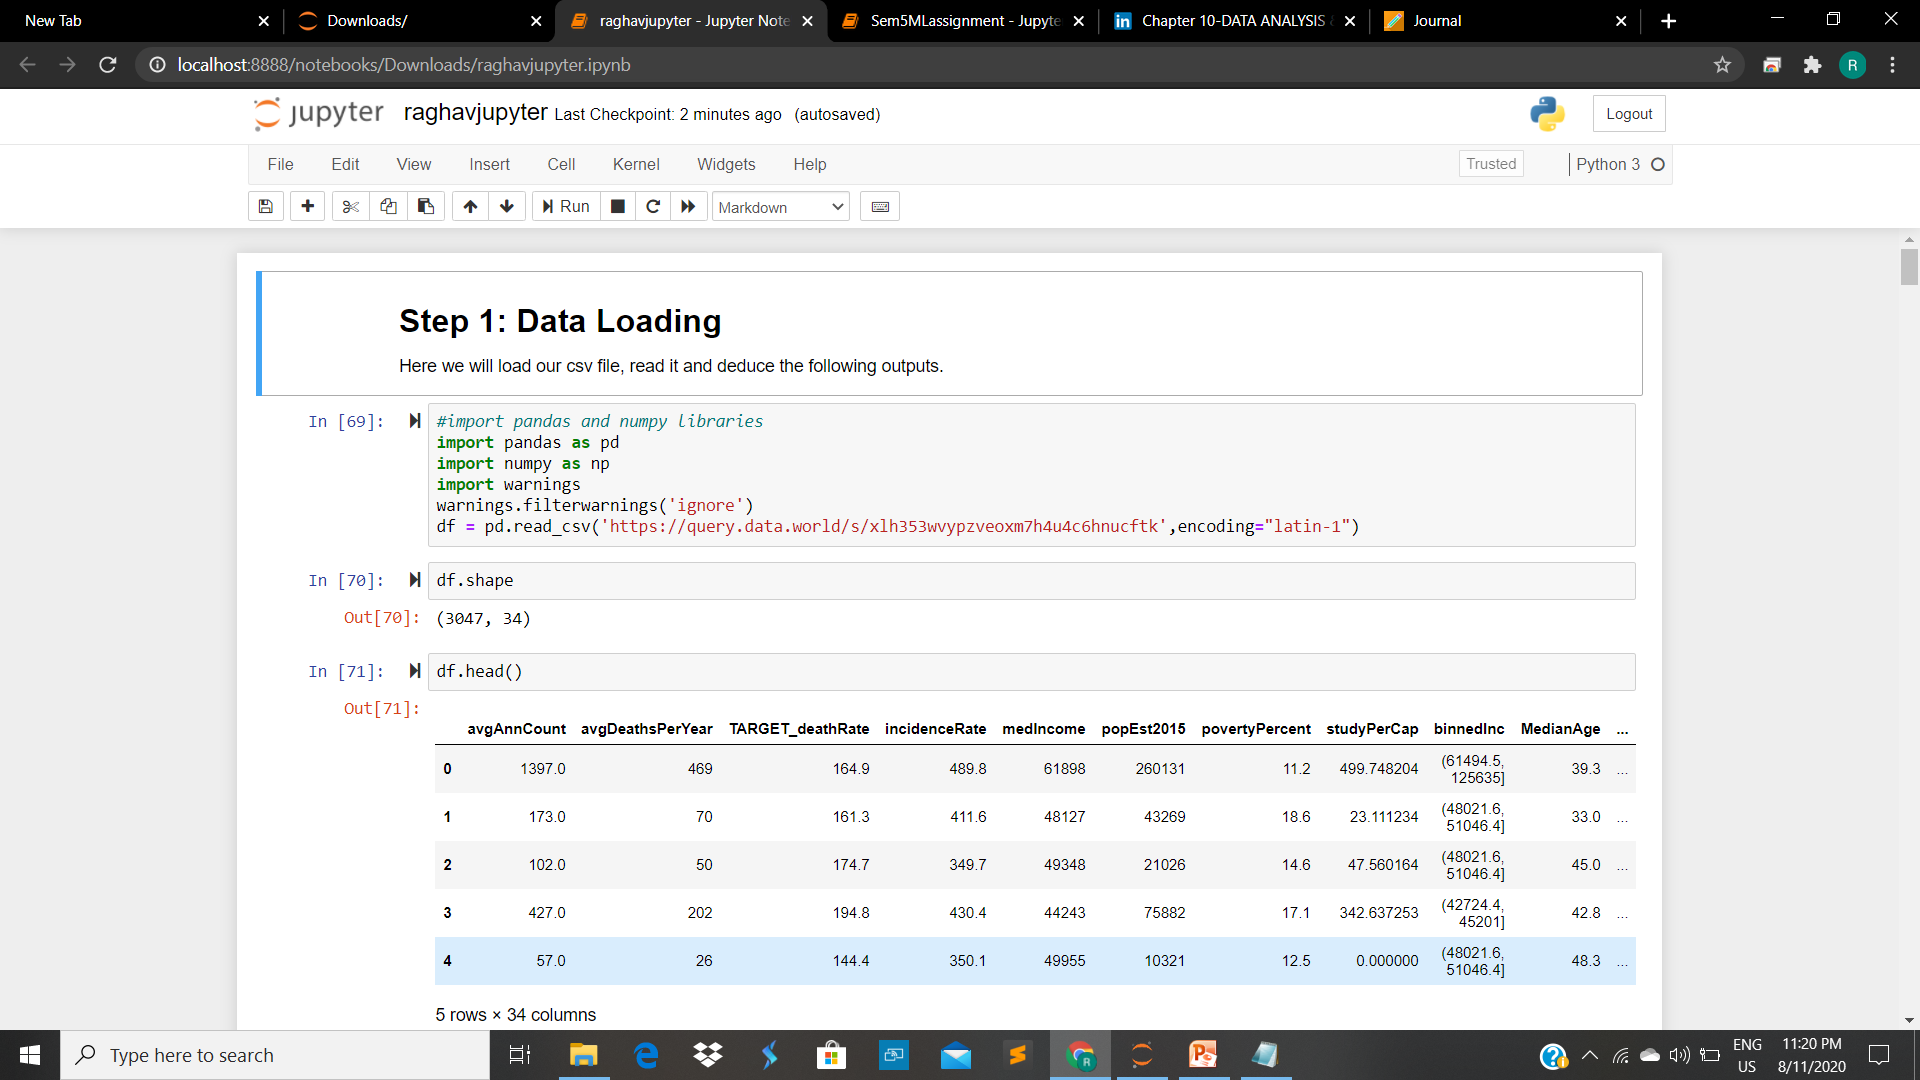 New Tab
Downloads/
raghavjupyter - Jupyter Note
Sem5MLassignment - Jupyte
Chapter 10-DATA ANALYSIS &
Journal
localhost:8888/notebooks/Downloads/raghavjupyter.ipynb
R
jupyter raghavjupyter Last Checkpoint: 2 minutes ago (autosaved)
Logout
File Edit View Insert Cell Kernel Widgets Help
Trusted Python 3
Run Markdown
Step 1: Data Loading
Here we will load our csv file, read it and deduce the following outputs.
In [69]: #import pandas and numpy libraries
import pandas as pd
import numpy as np
import warnings
warnings.filterwarnings('ignore')
df = pd.read_csv('https://query.data.world/s/xlh353wvypzveoxm7h4u4c6hnucftk',encoding="latin-1")
In [70]: df.shape
Out[70]: (3047, 34)
In [71]: df.head()
Out[71]:
avgAnnCount avgDeathsPerYear TARGET_deathRate incidenceRate medIncome popEst2015 povertyPercent studyPerCap binnedInc MedianAge ...
0 1397.0 469 164.9 489.8 61898 260131 11.2 499.748204 (61494.5, 125635] 39.3 ...
1 173.0 70 161.3 411.6 48127 43269 18.6 23.111234 (48021.6, 51046.4] 33.0 ...
2 102.0 50 174.7 349.7 49348 21026 14.6 47.560164 (48021.6, 51046.4] 45.0 ...
3 427.0 202 194.8 430.4 44243 75882 17.1 342.637253 (42724.4, 45201] 42.8 ...
4 57.0 26 144.4 350.1 49955 10321 12.5 0.000000 (48021.6, 51046.4] 48.3 ...
5 rows × 34 columns
Type here to search
ENG
US
11:20 PM
8/11/2020